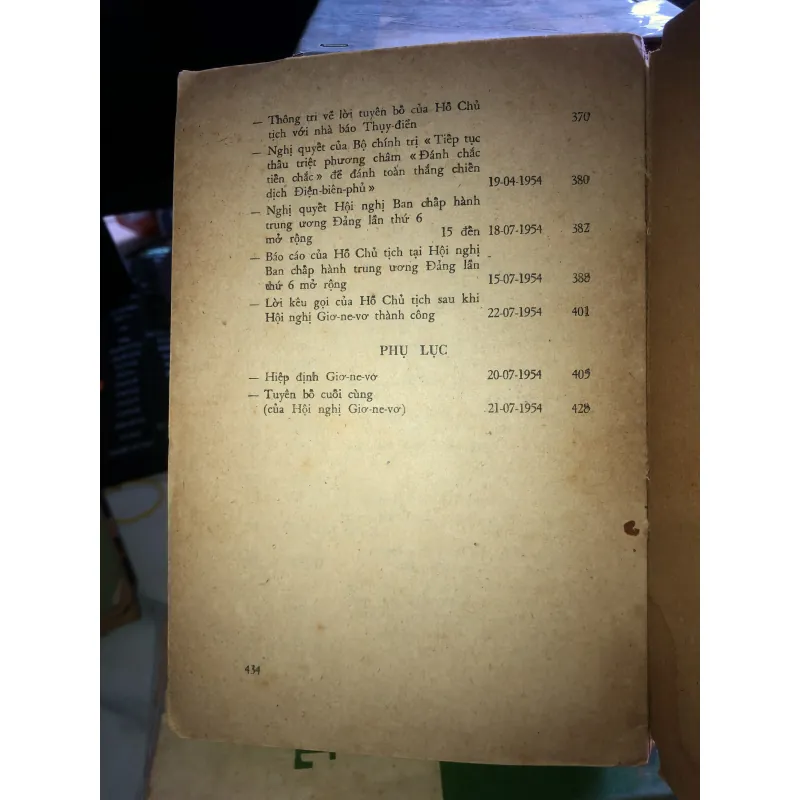 — Thông tri về lời tuyên bố của Hồ Chủ
tịch với nhà báo Thụy-điển 370
— Nghị quyết của Bộ chính trị « Tiếp tục
thấu triệt phương châm « Đánh chắc
tiến chắc » để đánh toàn thắng chiến
dịch Điện-biên-phủ » 19-04-1954 380
— Nghị quyết Hội nghị Ban chấp hành
trung ương Đảng lần thứ 6
mở rộng 15 đến 18-07-1954 382
— Báo cáo của Hồ Chủ tịch tại Hội nghị
Ban chấp hành trung ương Đảng lần
thứ 6 mở rộng 15-07-1954 388
— Lời kêu gọi của Hồ Chủ tịch sau khi
Hội nghị Giơ-ne-vơ thành công 22-07-1954 401
PHỤ LỤC
— Hiệp định Giơ-ne-vơ 20-07-1954 405
— Tuyên bố cuối cùng
(của Hội nghị Giơ-ne-vơ) 21-07-1954 428
434